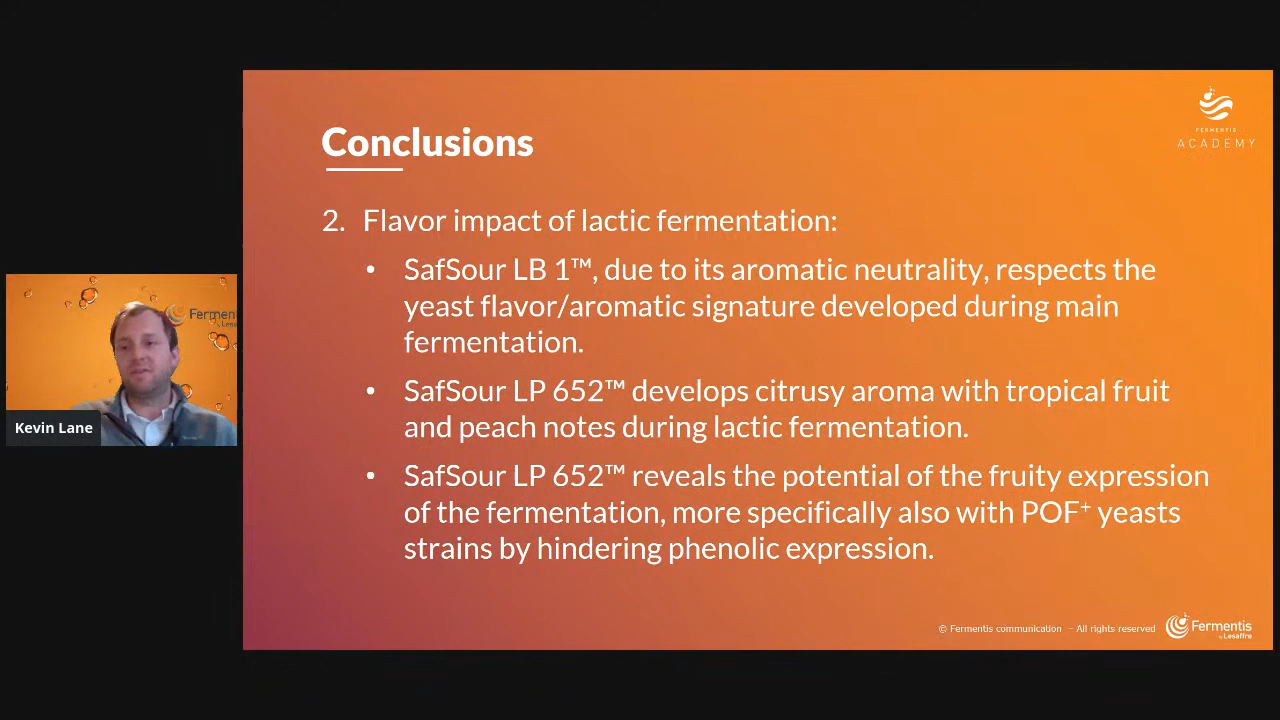 Conclusions
FERMENTIS
ACADEMY
2. Flavor impact of lactic fermentation:
• SafSour LB 1™, due to its aromatic neutrality, respects the
yeast flavor/aromatic signature developed during main
fermentation.
• SafSour LP 652™ develops citrusy aroma with tropical fruit
and peach notes during lactic fermentation.
• SafSour LP 652™ reveals the potential of the fruity expression
of the fermentation, more specifically also with POF⁺ yeasts
strains by hindering phenolic expression.
Kevin Lane
© Fermentis communication – All rights reserved
Fermentis
by Lesaffre